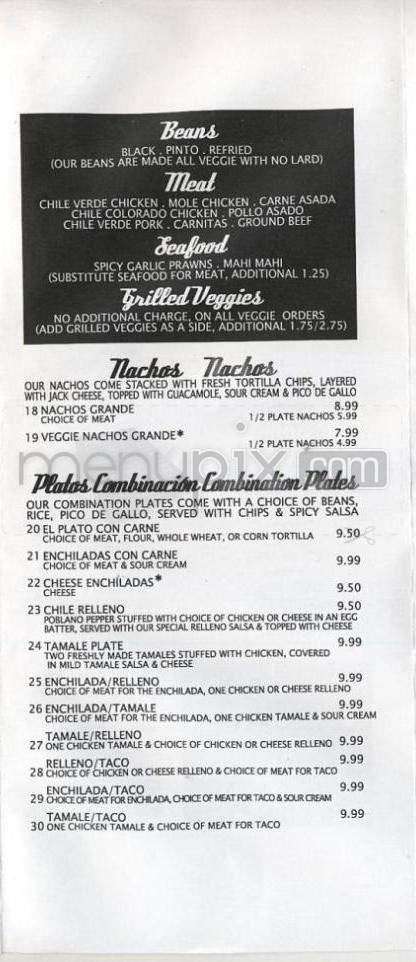 Beans
BLACK . PINTO . REFRIED
(OUR BEANS ARE MADE ALL VEGGIE WITH NO LARD)
Meat
CHILE VERDE CHICKEN . MOLE CHICKEN . CARNE ASADA
CHILE COLORADO CHICKEN . POLLO ASADO
CHILE VERDE PORK . CARNITAS . GROUND BEEF
Seafood
SPICY GARLIC PRAWNS . MAHI MAHI
(SUBSTITUTE SEAFOOD FOR MEAT, ADDITIONAL 1.25)
Grilled Veggies
NO ADDITIONAL CHARGE, ON ALL VEGGIE ORDERS
(ADD GRILLED VEGGIES AS A SIDE, ADDITIONAL 1.75/2.75)
Nachos Nachos
OUR NACHOS COME STACKED WITH FRESH TORTILLA CHIPS, LAYERED
WITH JACK CHEESE, TOPPED WITH GUACAMOLE, SOUR CREAM & PICO DE GALLO
18 NACHOS GRANDE 8.99
CHOICE OF MEAT 1/2 PLATE NACHOS 5.99
19 VEGGIE NACHOS GRANDE* 7.99
1/2 PLATE NACHOS 4.99
menupix.com
Platos Combinación Combination Plates
OUR COMBINATION PLATES COME WITH A CHOICE OF BEANS,
RICE, PICO DE GALLO, SERVED WITH CHIPS & SPICY SALSA
20 EL PLATO CON CARNE 9.50
CHOICE OF MEAT, FLOUR, WHOLE WHEAT, OR CORN TORTILLA
21 ENCHILADAS CON CARNE 9.99
CHOICE OF MEAT & SOUR CREAM
22 CHEESE ENCHILADAS* 9.50
CHEESE
23 CHILE RELLENO 9.50
POBLANO PEPPER STUFFED WITH CHOICE OF CHICKEN OR CHEESE IN AN EGG
BATTER, SERVED WITH OUR SPECIAL RELLENO SALSA & TOPPED WITH CHEESE
24 TAMALE PLATE 9.99
TWO FRESHLY MADE TAMALES STUFFED WITH CHICKEN, COVERED
IN MILD TAMALE SALSA & CHEESE
25 ENCHILADA/RELLENO 9.99
CHOICE OF MEAT FOR THE ENCHILADA, ONE CHICKEN OR CHEESE RELLENO
26 ENCHILADA/TAMALE 9.99
CHOICE OF MEAT FOR THE ENCHILADA, ONE CHICKEN TAMALE & SOUR CREAM
TAMALE/RELLENO
27 ONE CHICKEN TAMALE & CHOICE OF CHICKEN OR CHEESE RELLENO 9.99
RELLENO/TACO 9.99
28 CHOICE OF CHICKEN OR CHEESE RELLENO & CHOICE OF MEAT FOR TACO
ENCHILADA/TACO 9.99
29 CHOICE OF MEAT FOR ENCHILADA, CHOICE OF MEAT FOR TACO & SOUR CREAM
TAMALE/TACO 9.99
30 ONE CHICKEN TAMALE & CHOICE OF MEAT FOR TACO